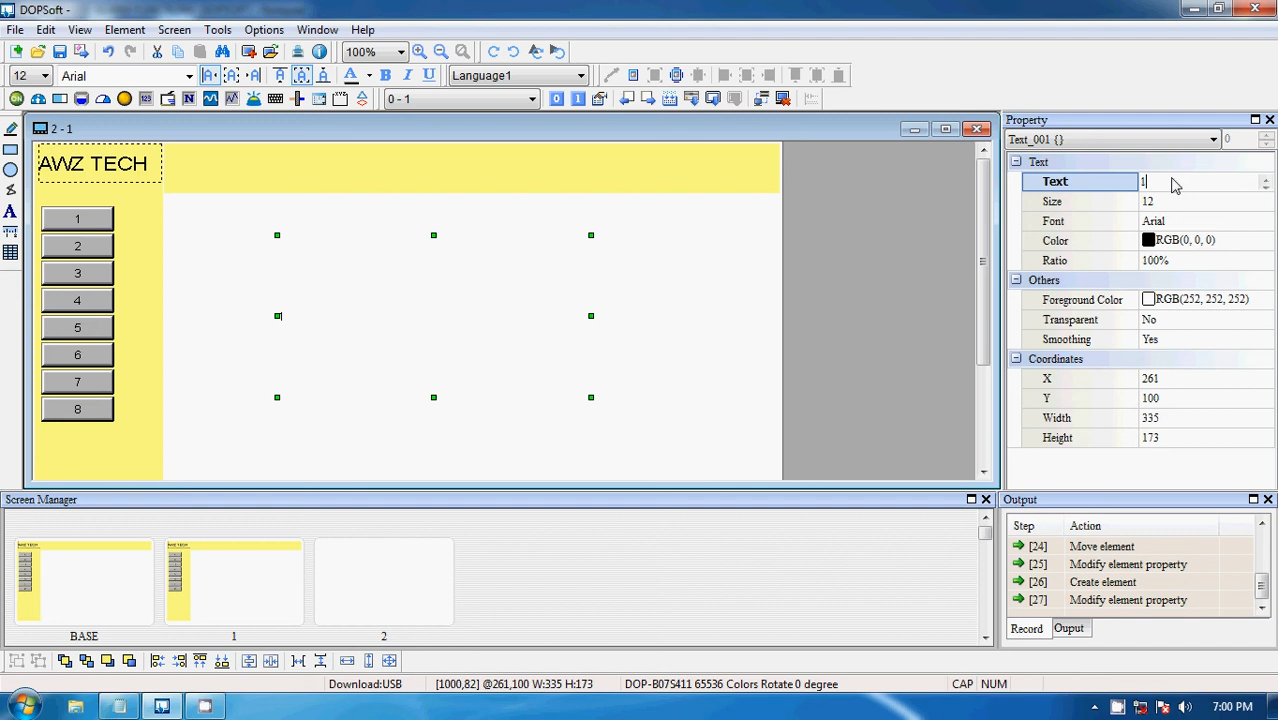 DOPSoft -
File Edit View Element Screen Tools Options Window Help
100%
12 Arial A A A A A A A B I U Language1
0 - 1 0 1
2 - 1
AWZ TECH
1
2
3
4
5
6
7
8
A
Property
Text_001 {} 0
Text
Text 1
Size 12
Font Arial
Color RGB(0, 0, 0)
Ratio 100%
Others
Foreground Color RGB(252, 252, 252)
Transparent No
Smoothing Yes
Coordinates
X 261
Y 100
Width 335
Height 173
Screen Manager
BASE 1 2
Output
Step Action
[24] Move element
[25] Modify element property
[26] Create element
[27] Modify element property
Record Ouput
Download:USB [1000,82] @261,100 W:335 H:173 DOP-B07S411 65536 Colors Rotate 0 degree CAP NUM
7:00 PM